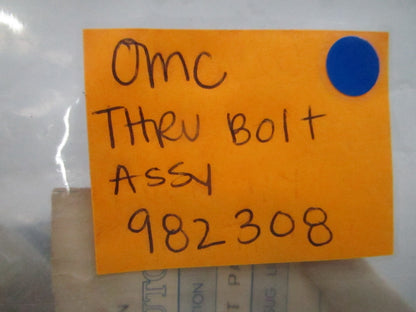 OMC
THRU BOlt
ASSY
982308